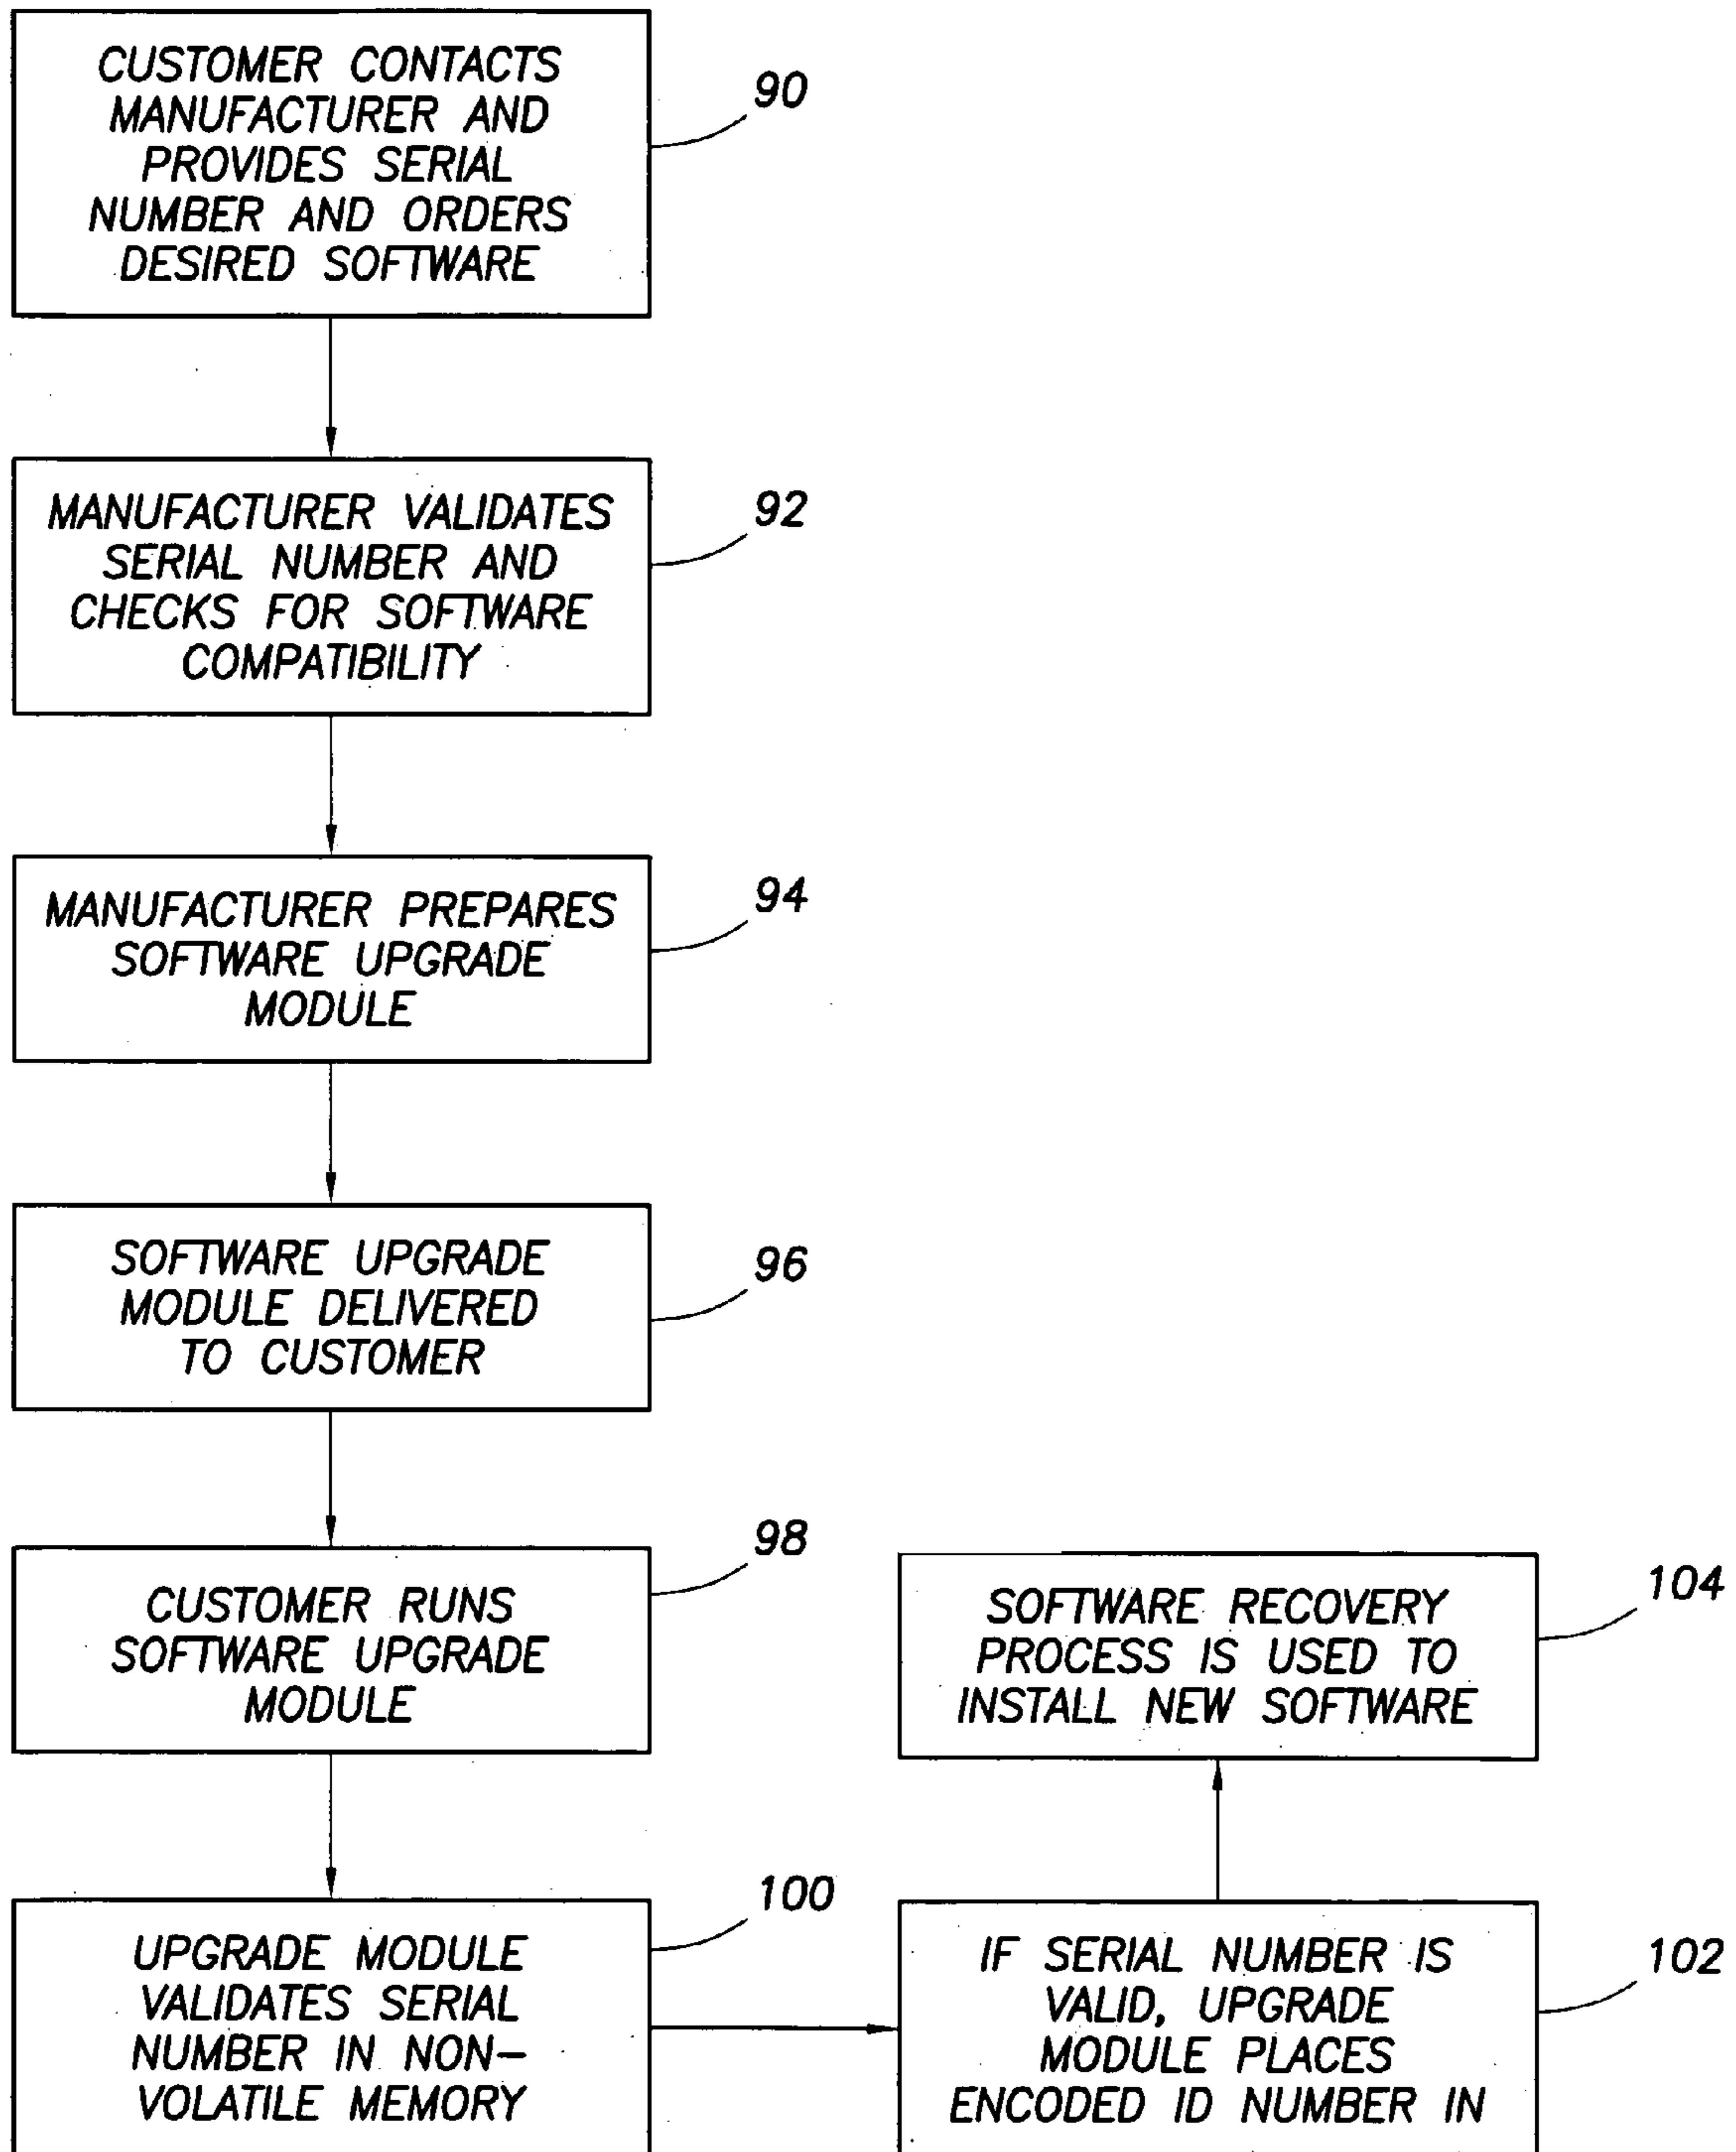 CUSTOMER CONTACTS
MANUFACTURER AND
PROVIDES SERIAL
NUMBER AND ORDERS
DESIRED SOFTWARE
90
MANUFACTURER VALIDATES
SERIAL NUMBER AND
CHECKS FOR SOFTWARE
COMPATIBILITY
92
MANUFACTURER PREPARES
SOFTWARE UPGRADE
MODULE
94
SOFTWARE UPGRADE
MODULE DELIVERED
TO CUSTOMER
96
CUSTOMER RUNS
SOFTWARE UPGRADE
MODULE
98
UPGRADE MODULE
VALIDATES SERIAL
NUMBER IN NON-
VOLATILE MEMORY
100
IF SERIAL NUMBER IS
VALID, UPGRADE
MODULE PLACES
ENCODED ID NUMBER IN
102
SOFTWARE RECOVERY
PROCESS IS USED TO
INSTALL NEW SOFTWARE
104